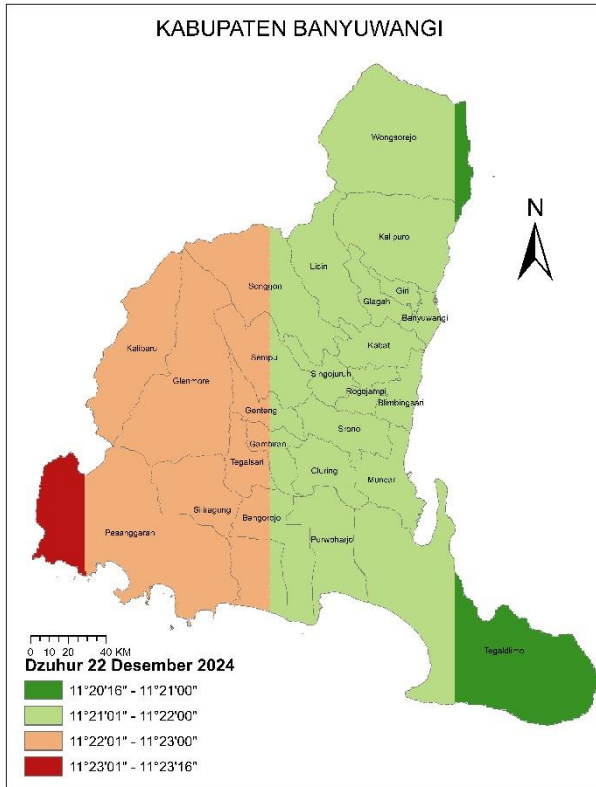 KABUPATEN BANYUWANGI
Wongsorejo
N
Kalipuro
Licin
Songgon
Giri
Glagah
Banyuwangi
Kalibaru
Kabat
Sempu
Singojuruh
Glenmore
Rogojampi
Blimbingsari
Genteng
Srono
Gambiran
Tegalsari
Cluring
Muncar
Siliragung
Bangorejo
Pesanggaran
Purwoharjo
0 10 20 40 KM
Tegaldlimo
Dzuhur 22 Desember 2024
11°20'16" - 11°21'00"
11°21'01" - 11°22'00"
11°22'01" - 11°23'00"
11°23'01" - 11°23'16"